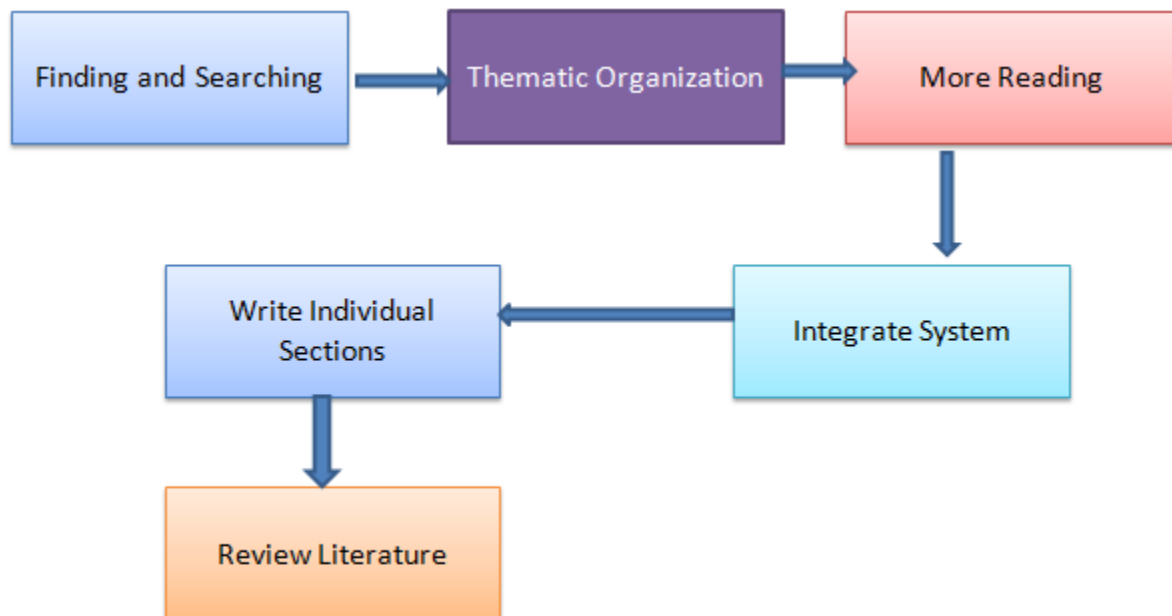 Finding and Searching
Thematic Organization
More Reading
Integrate System
Write Individual
Sections
Review Literature